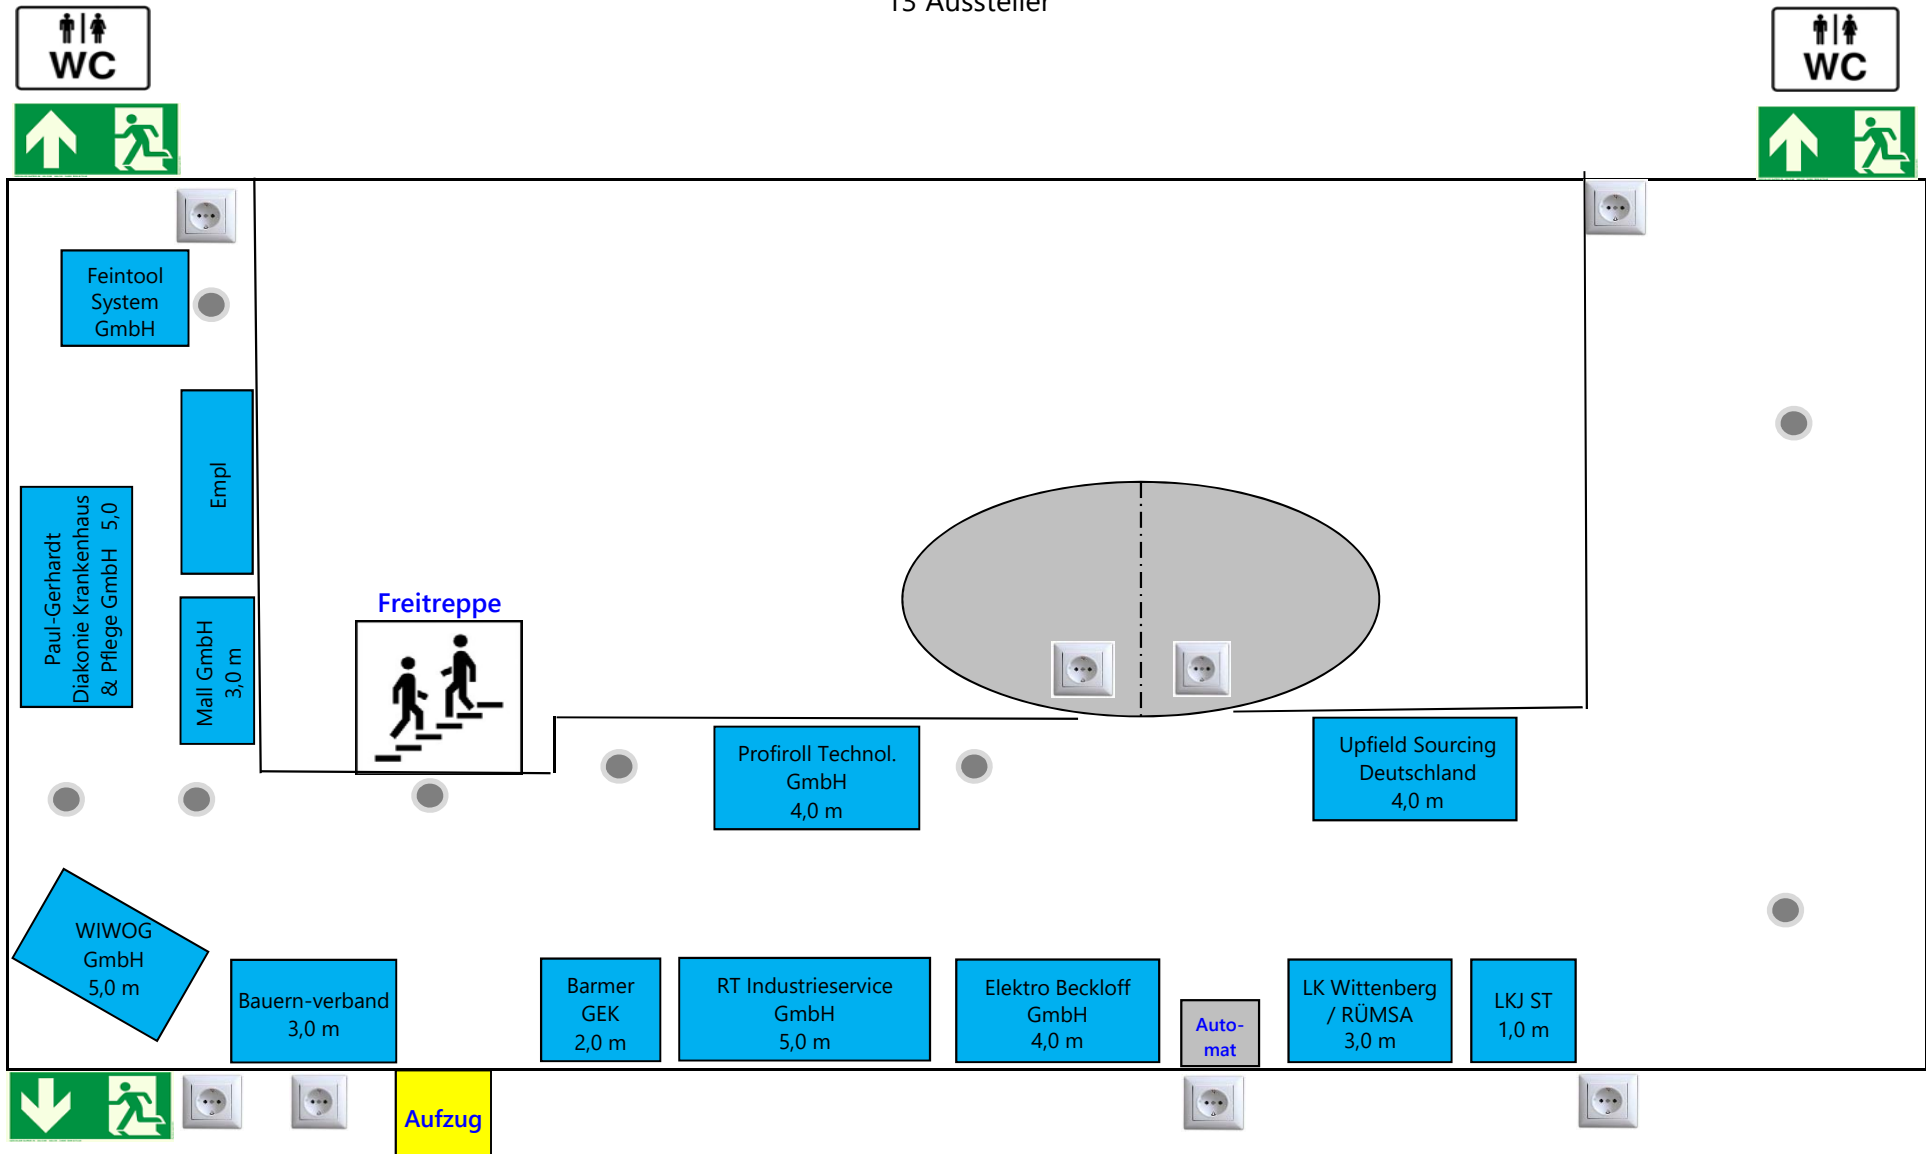 13 Aussteller
WC
WC
Feintool
System
GmbH
Empl
Paul-Gerhardt
Diakonie Krankenhaus
& Pflege GmbH 5,0
Mall GmbH
3,0 m
Freitreppe
Profiroll Technol.
GmbH
4,0 m
Upfield Sourcing
Deutschland
4,0 m
WIWOG
GmbH
5,0 m
Bauern-verband
3,0 m
Barmer
GEK
2,0 m
RT Industrieservice
GmbH
5,0 m
Elektro Beckloff
GmbH
4,0 m
Auto-
mat
LK Wittenberg
/ RÜMSA
3,0 m
LKJ ST
1,0 m
Aufzug